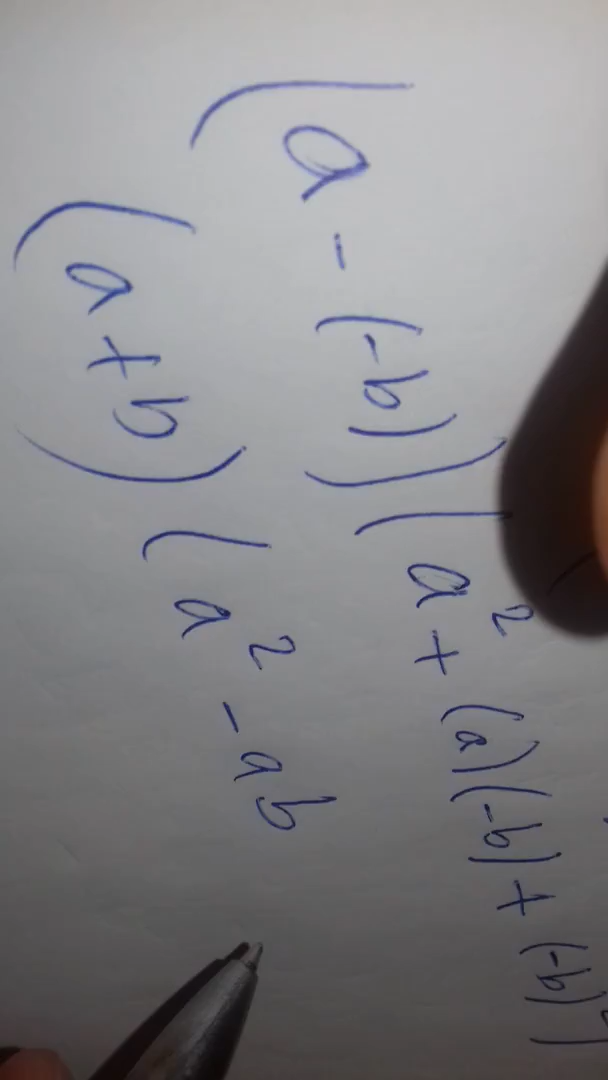 (a - (-b)) (a² + (a)(-b) + (-b)²)
(a + b) (a² - ab